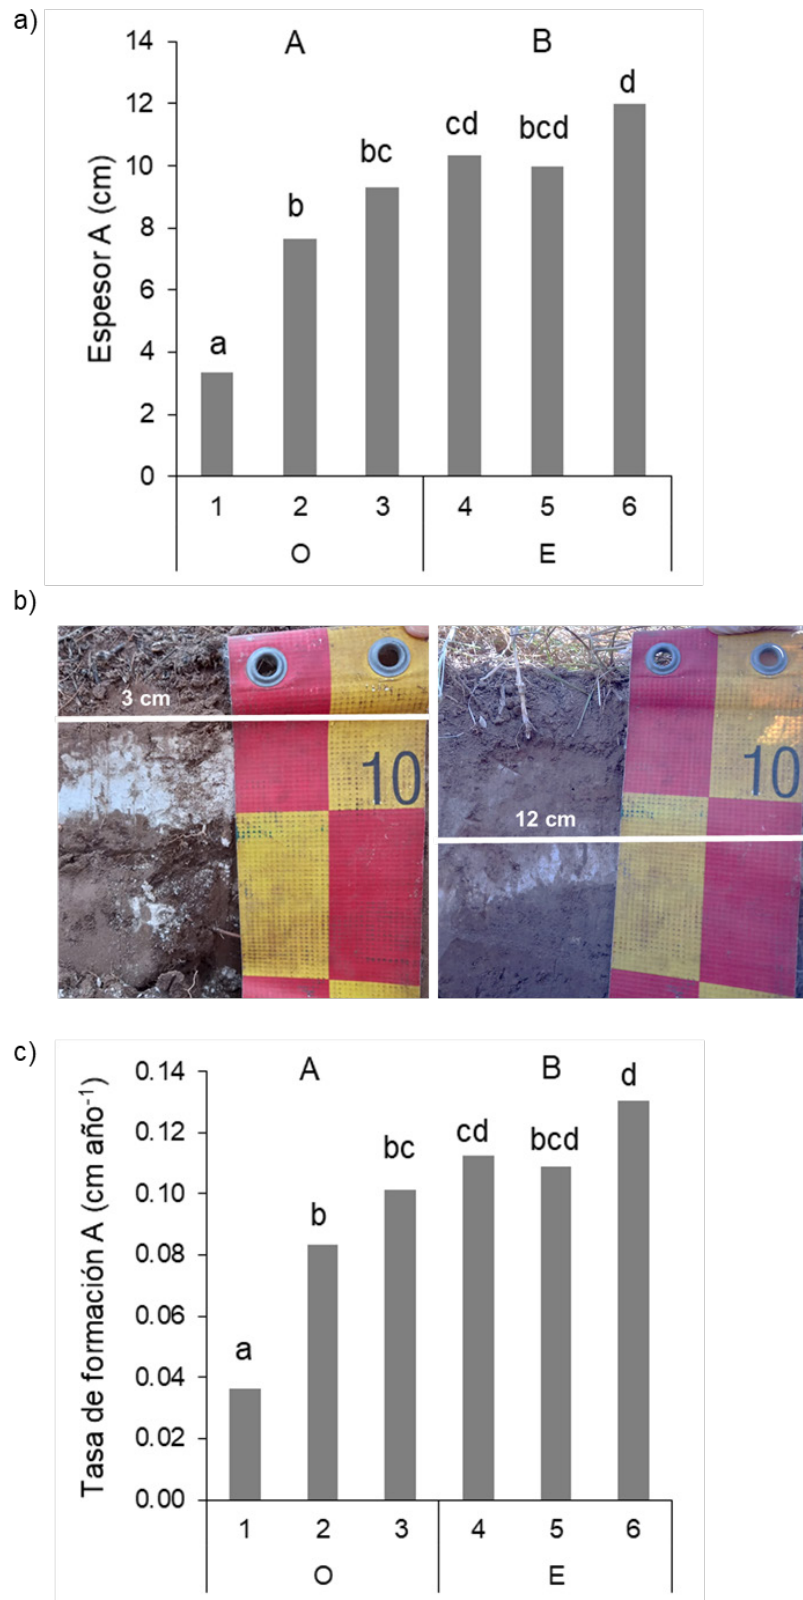 a)
14
12
10
8
6
4
2
0
Espesor A (cm)
A B
a b bc cd bcd d
1 2 3 4 5 6
O E
b)
3 cm
10
12 cm
10
c)
0.14
0.12
0.10
0.08
0.06
0.04
0.02
0.00
Tasa de formación A (cm año-1)
A B
a b bc cd bcd d
1 2 3 4 5 6
O E